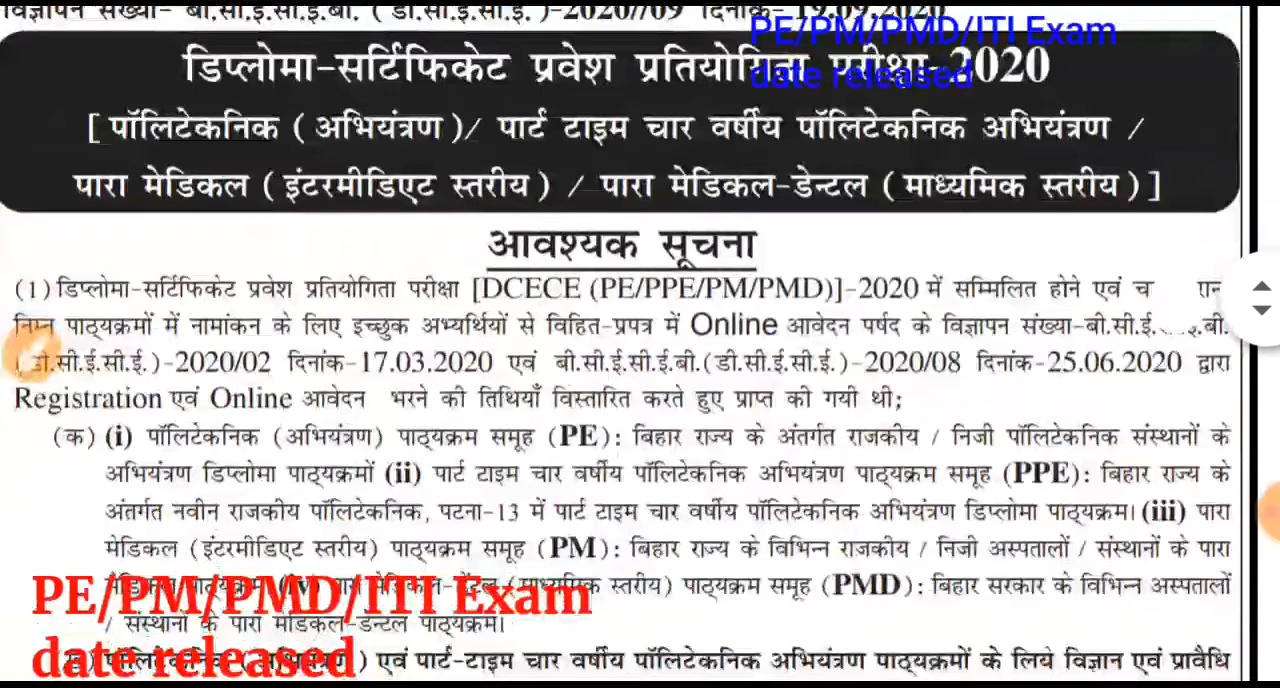 विज्ञापन संख्या- बी.सी.ई.सी.ई.बी. ( डी.सी.ई.सी.ई. )-2020//09 दिनांक- 19.09.2020
PE/PM/PMD/ITI Exam
date released
डिप्लोमा-सर्टिफिकेट प्रवेश प्रतियोगिता परीक्षा-2020
[ पॉलिटेकनिक ( अभियंत्रण )/ पार्ट टाइम चार वर्षीय पॉलिटेकनिक अभियंत्रण /
पारा मेडिकल ( इंटरमीडिएट स्तरीय ) / पारा मेडिकल-डेन्टल ( माध्यमिक स्तरीय ) ]
आवश्यक सूचना
(1) डिप्लोमा-सर्टिफिकेट प्रवेश प्रतियोगिता परीक्षा [DCECE (PE/PPE/PM/PMD)]-2020 में सम्मिलित होने एवं
निम्न पाठ्यक्रमों में नामांकन के लिए इच्छुक अभ्यर्थियों से विहित-प्रपत्र में Online आवेदन पर्षद के विज्ञापन संख्या-बी.सी.ई.
.सी.ई.सी.ई.)-2020/02 दिनांक-17.03.2020 एवं बी.सी.ई.सी.ई.बी.(डी.सी.ई.सी.ई.)-2020/08 दिनांक-25.06.2020 द्वारा
Registration एवं Online आवेदन भरने की तिथियाँ विस्तारित करते हुए प्राप्त की गयी थी;
(क) (i) पॉलिटेकनिक (अभियंत्रण) पाठ्यक्रम समूह (PE): बिहार राज्य के अंतर्गत राजकीय / निजी पॉलिटेकनिक संस्थानों के
अभियंत्रण डिप्लोमा पाठ्यक्रमों (ii) पार्ट टाइम चार वर्षीय पॉलिटेकनिक अभियंत्रण पाठ्यक्रम समूह (PPE): बिहार राज्य के
अंतर्गत नवीन राजकीय पॉलिटेकनिक, पटना-13 में पार्ट टाइम चार वर्षीय पॉलिटेकनिक अभियंत्रण डिप्लोमा पाठ्यक्रम। (iii) पारा
मेडिकल (इंटरमीडिएट स्तरीय) पाठ्यक्रम समूह (PM): बिहार राज्य के विभिन्न राजकीय / निजी अस्पतालों / संस्थानों के पारा
स्तरीय) पाठ्यक्रम समूह (PMD): बिहार सरकार के विभिन्न अस्पतालों
/ संस्थानों के पारा मेडिकल-डेन्टल पाठ्यक्रम।
PE/PM/PMD/ITI Exam
date released
एवं पार्ट-टाइम चार वर्षीय पॉलिटेकनिक अभियंत्रण पाठ्यक्रमों के लिये विज्ञान एवं प्रावैधि